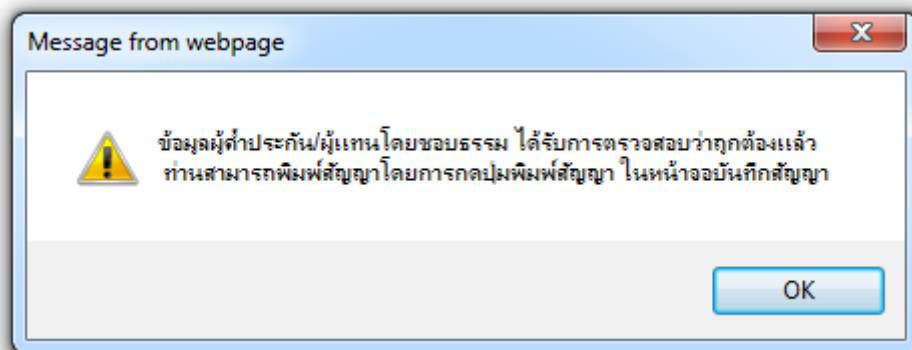 Message from webpage
ข้อมูลผู้ค้ำประกัน/ผู้แทนโดยชอบธรรม ได้รับการตรวจสอบว่าถูกต้องแล้ว
ท่านสามารถพิมพ์สัญญาโดยการกดปุ่มพิมพ์สัญญา ในหน้าจอบันทึกสัญญา
OK